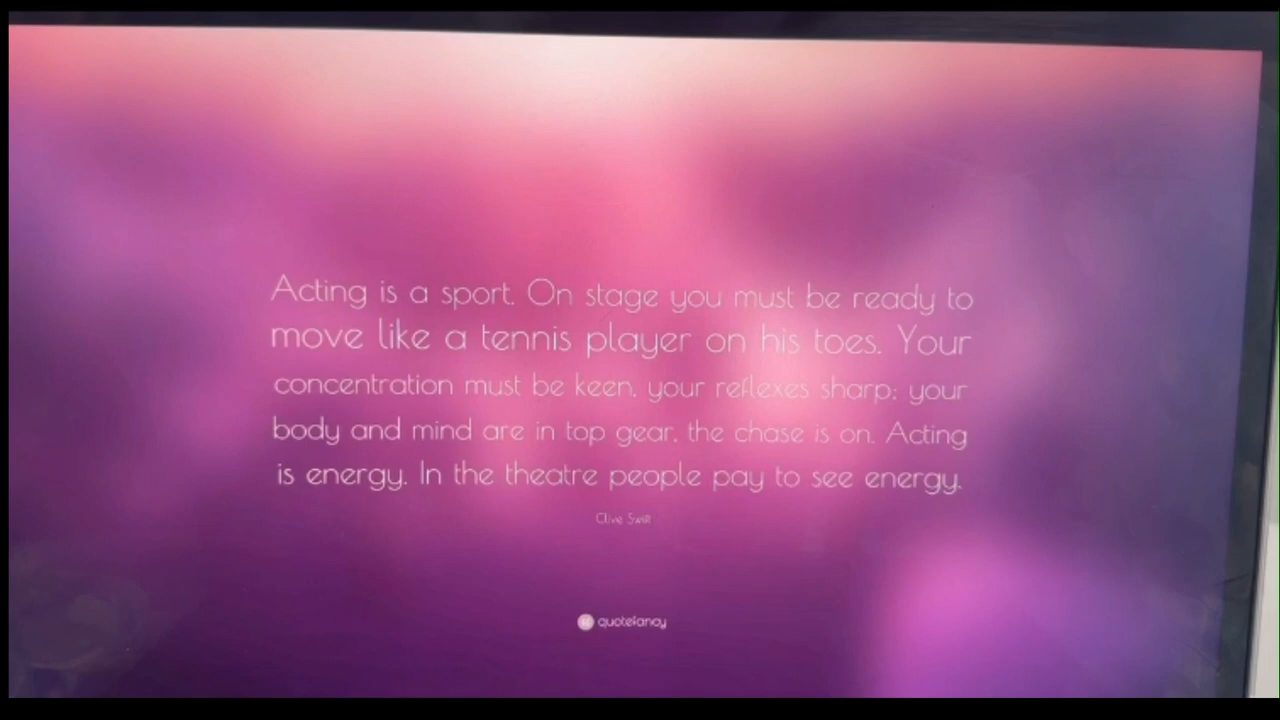 Acting is a sport. On stage you must be ready to
move like a tennis player on his toes. Your
concentration must be keen, your reflexes sharp; your
body and mind are in top gear, the chase is on. Acting
is energy. In the theatre people pay to see energy.
Clive Swift
quotefancy